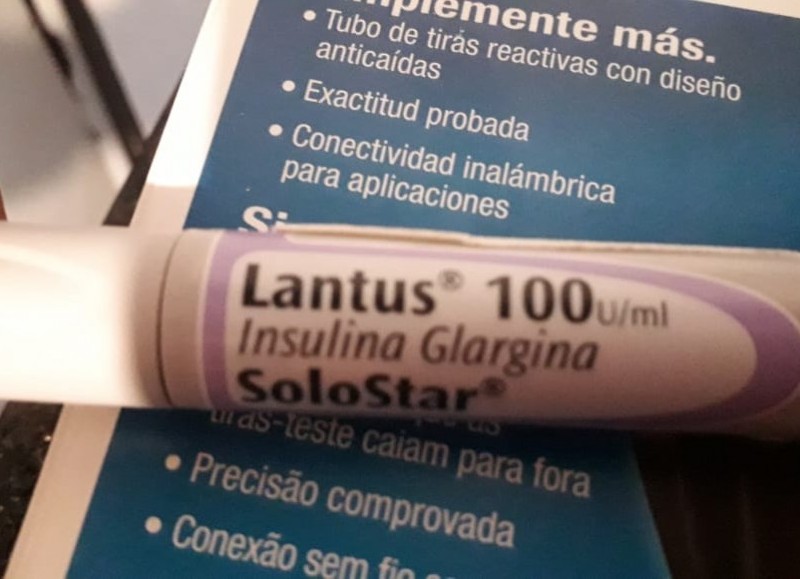 más.
• Tubo de tiras reactivas con diseño
anticaídas
• Exactitud probada
• Conectividad inalámbrica
para aplicaciones
Lantus® 100U/ml
Insulina Glargina
SoloStar®
tiras-teste caiam para fora
• Precisão comprovada
• Conexão sem fio